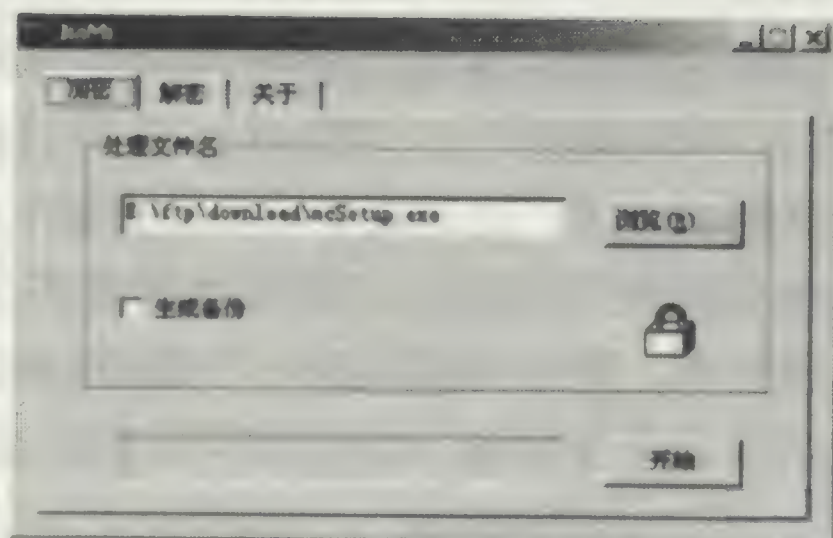 加密 解密 关于
处理文件名
E:\ftp\download\ncSetup.exe 浏览(R)
生成备份
开始